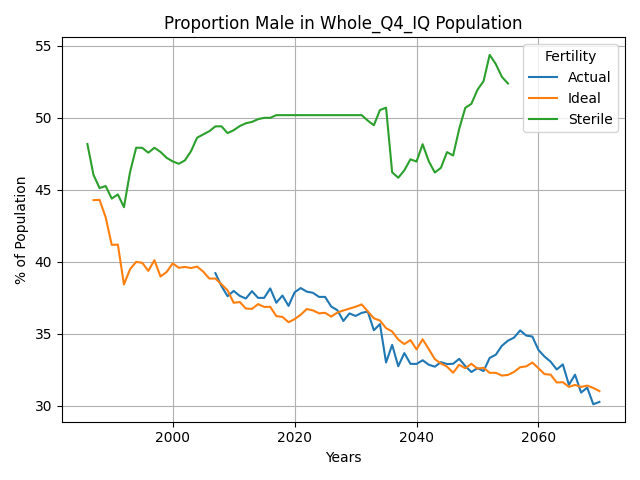 Proportion Male in Whole_Q4_IQ Population
Fertility
Actual
Ideal
Sterile
% of Population
55
50
45
40
35
30
2000
2020
2040
2060
Years